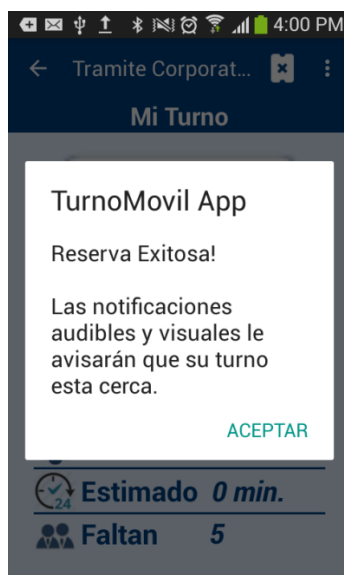 4:00 PM
Tramite Corporat...
Mi Turno
TurnoMovil App
Reserva Exitosa!
Las notificaciones
audibles y visuales le
avisarán que su turno
esta cerca.
ACEPTAR
24 Estimado 0 min.
Faltan 5